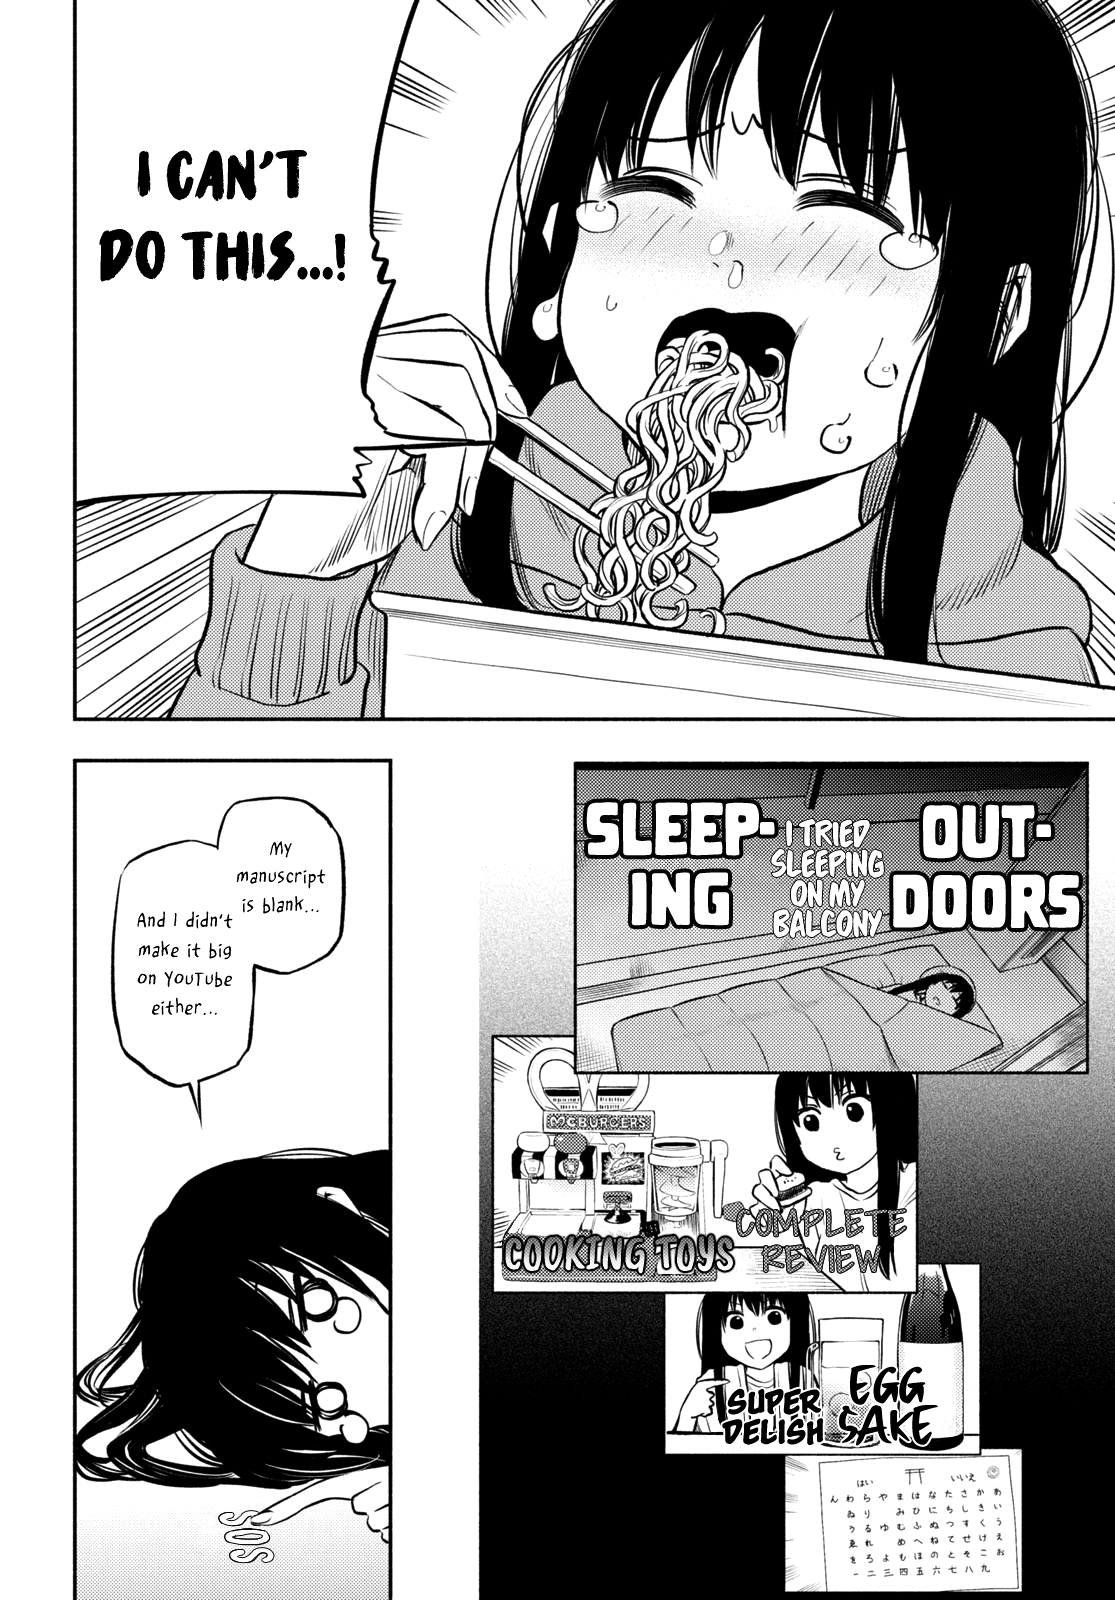 I CAN'T
DO THIS...!
SLEEP-
ING
I TRIED
SLEEPING
ON MY
BALCONY
OUT-
DOORS
McBURGERS
COOKING TOYS
COMPLETE
REVIEW
SUPER
DELISH
EGG
SAKE
はい
いいえ
あいうえお
かきくけこ
さしすせそ
たちつてと
なにぬねの
はひふへほ
まみむめも
やゆよ
らりるれろ
わゐうゑを
ん
一二三四五六七八九
My
manuscript
is blank...
And I didn't
make it big
on YouTube
either...
SOS